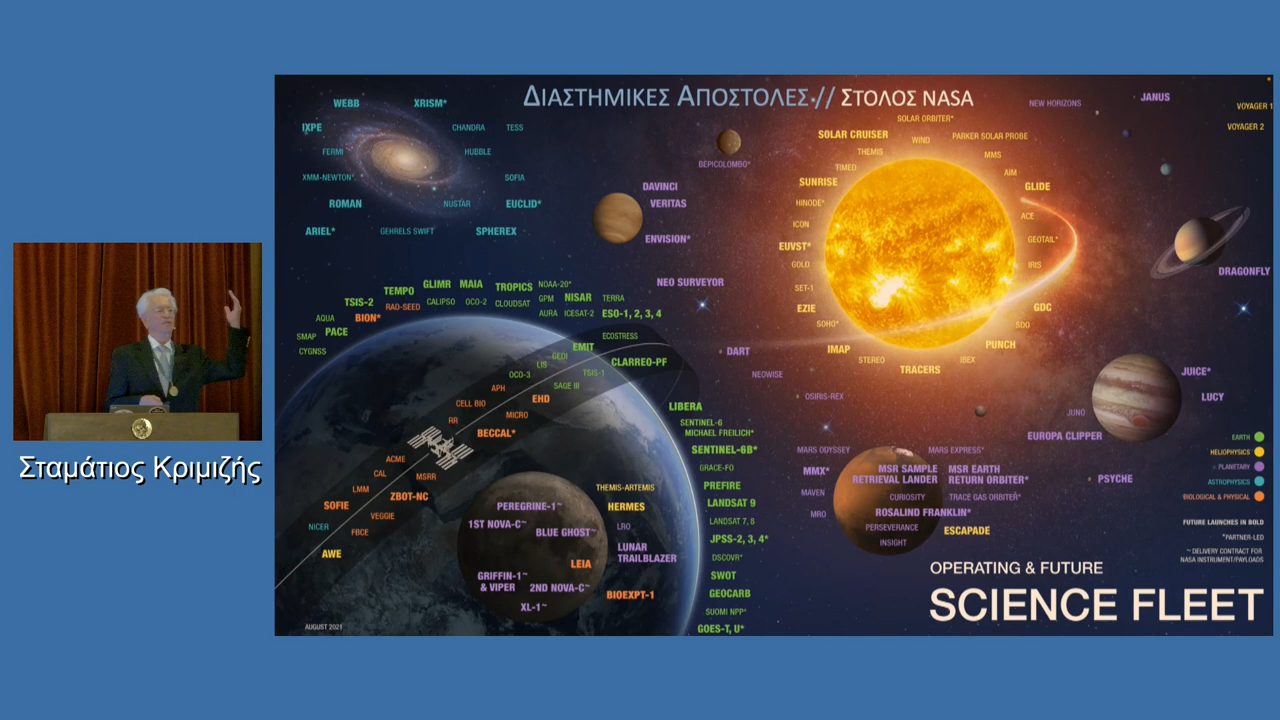 ΔΙΑΣΤΗΜΙΚΕΣ ΑΠΟΣΤΟΛΕΣ // ΣΤΟΛΟΣ NASA
WEBB
XRISM*
IXPE
CHANDRA
TESS
FERMI
HUBBLE
XMM-NEWTON*
SOFIA
ROMAN
NUSTAR
EUCLID*
ARIEL*
GEHRELS SWIFT
SPHEREX
BEPICOLOMBO*
DAVINCI
VERITAS
ENVISION*
NEO SURVEYOR
SOLAR ORBITER*
SOLAR CRUISER
WIND
PARKER SOLAR PROBE
THEMIS
MMS
TIMED
AIM
SUNRISE
GLIDE
HINODE*
ACE
ICON
GEOTAIL*
EUVST*
GOLD
IRIS
SET-1
EZIE
GDC
SOHO*
SDO
IMAP
PUNCH
STEREO
IBEX
TRACERS
NEW HORIZONS
JANUS
VOYAGER 1
VOYAGER 2
DRAGONFLY
TEMPO
GLIMR
MAIA
TROPICS
NOAA-20*
TSIS-2
RAD-SEED
CALIPSO
OCO-2
CLOUDSAT
GPM
NISAR
TERRA
AQUA
BION*
AURA
ICESAT-2
ESO-1, 2, 3, 4
SMAP
PACE
CYGNSS
ECOSTRESS
EMIT
GEDI
CLARREO-PF
LIS
OCO-3
TSIS-1
SAGE III
APH
EHD
CELL BIO
MICRO
RR
BECCAL*
ACME
CAL
MSRR
LMM
ZBOT-NC
SOFIE
VEGGIE
NICER
FBCE
AWE
DART
NEOWISE
OSIRIS-REX
LIBERA
SENTINEL-6
MICHAEL FREILICH*
SENTINEL-6B*
GRACE-FO
PREFIRE
LANDSAT 9
LANDSAT 7, 8
JPSS-2, 3, 4*
DSCOVR*
SWOT
GEOCARB
SUOMI NPP*
GOES-T, U*
THEMIS-ARTEMIS
PEREGRINE-1~
HERMES
1ST NOVA-C~
BLUE GHOST~
LRO
LUNAR
TRAILBLAZER
LEIA
GRIFFIN-1~
& VIPER
2ND NOVA-C~
BIOEXPT-1
XL-1~
MARS ODYSSEY
MARS EXPRESS*
MMX*
MSR SAMPLE
RETRIEVAL LANDER
MSR EARTH
RETURN ORBITER*
MAVEN
CURIOSITY
TRACE GAS ORBITER*
MRO
ROSALIND FRANKLIN*
PERSEVERANCE
ESCAPADE
INSIGHT
JUICE*
LUCY
JUNO
EUROPA CLIPPER
PSYCHE
EARTH
HELIOPHYSICS
PLANETARY
ASTROPHYSICS
BIOLOGICAL & PHYSICAL
FUTURE LAUNCHES IN BOLD
*PARTNER-LED
~ DELIVERY CONTRACT FOR
NASA INSTRUMENT/PAYLOADS
OPERATING & FUTURE
SCIENCE FLEET
AUGUST 2021
Σταμάτιος Κριμιζής